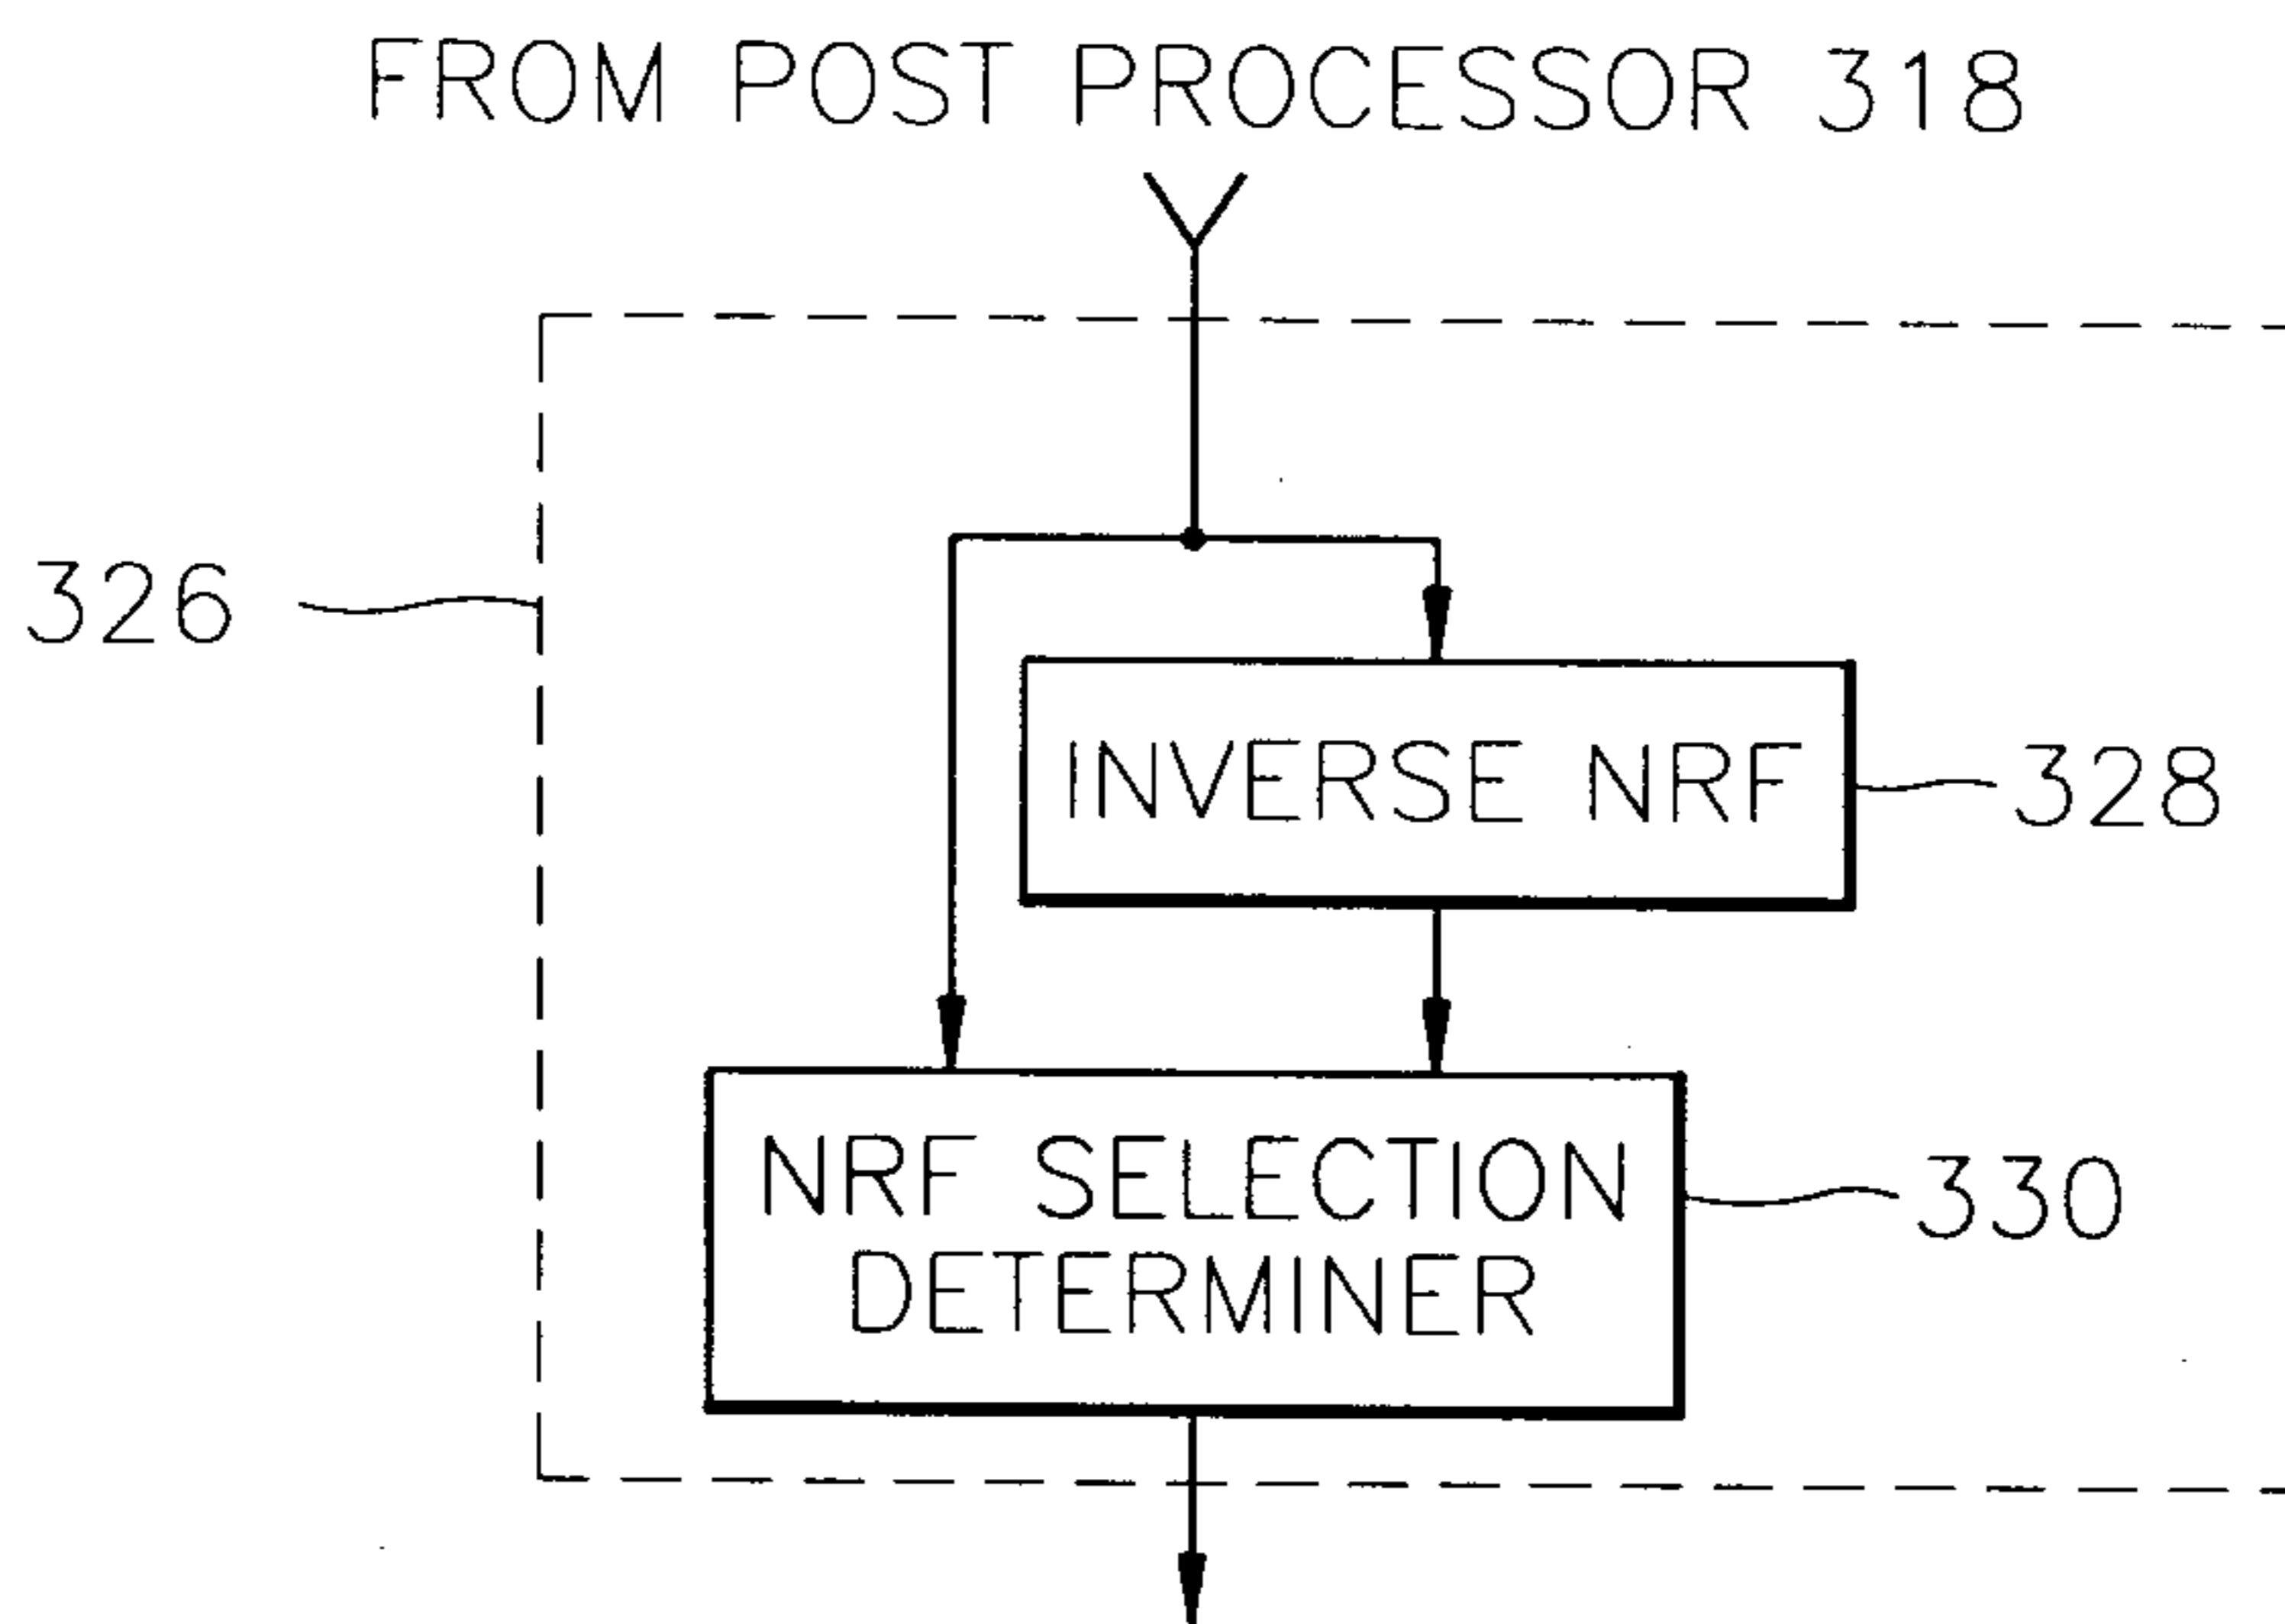 FROM POST PROCESSOR 318
326
INVERSE NRF
328
NRF SELECTION
DETERMINER
330